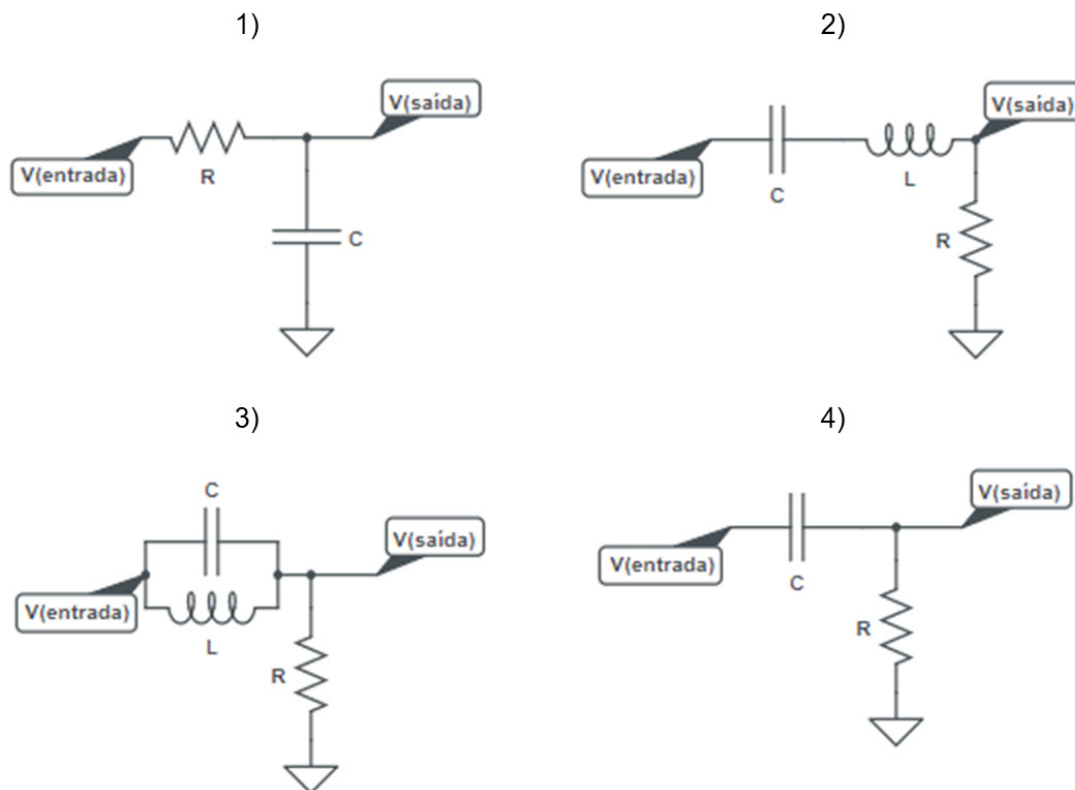 1)
V(entrada)
R
V(saída)
C
2)
V(entrada)
C
L
V(saída)
R
3)
C
V(entrada)
L
V(saída)
R
4)
V(entrada)
C
V(saída)
R